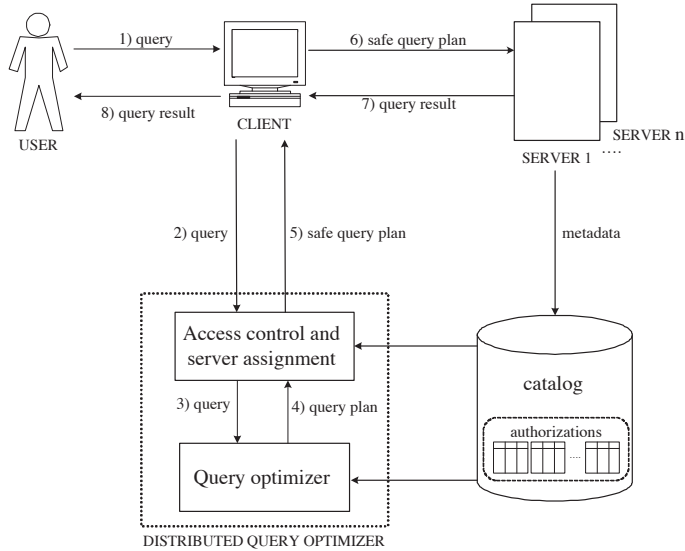 1) query
6) safe query plan
8) query result
7) query result
USER
CLIENT
SERVER 1
....
SERVER n
2) query
5) safe query plan
metadata
Access control and
server assignment
3) query
4) query plan
Query optimizer
catalog
authorizations
....
DISTRIBUTED QUERY OPTIMIZER